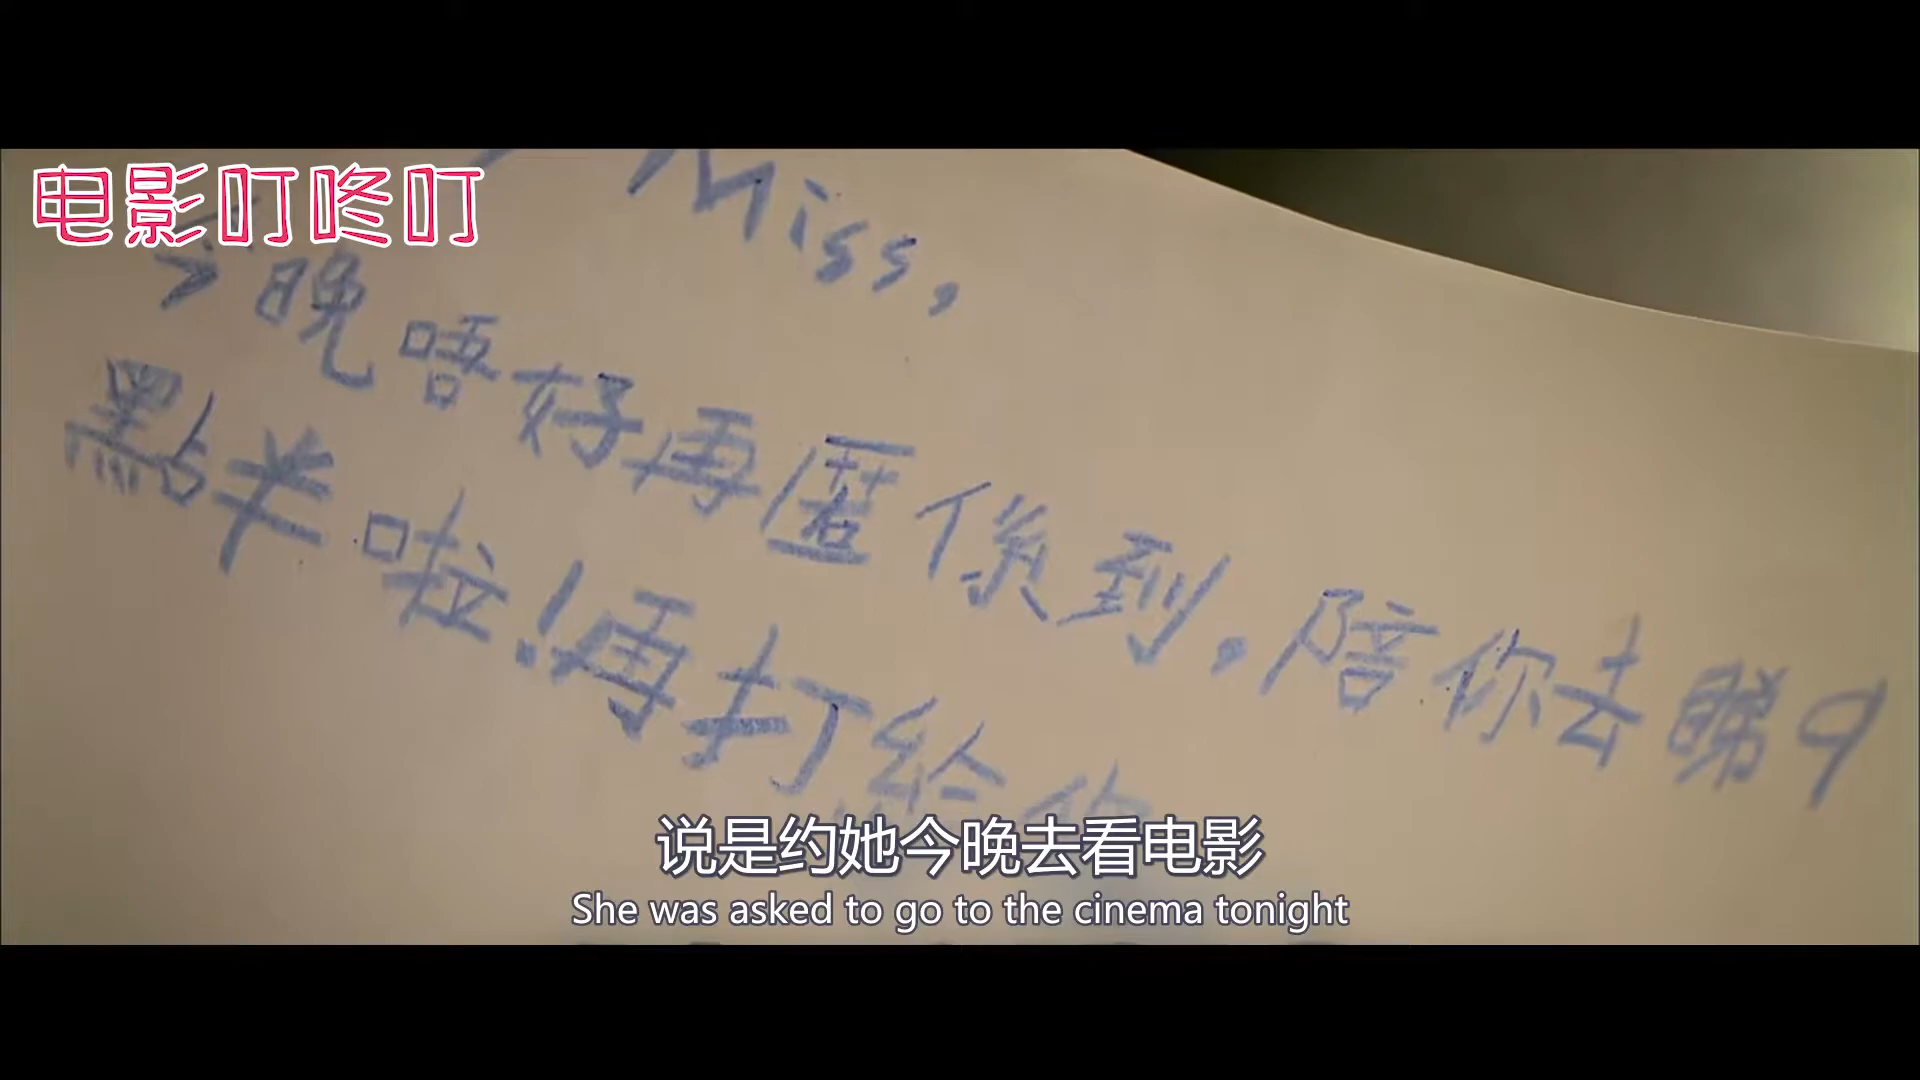 电影叮咚叮
Miss,
今晚唔好再匿係到,陪你去睇9
點半啦!再打給你
说是约她今晚去看电影
She was asked to go to the cinema tonight